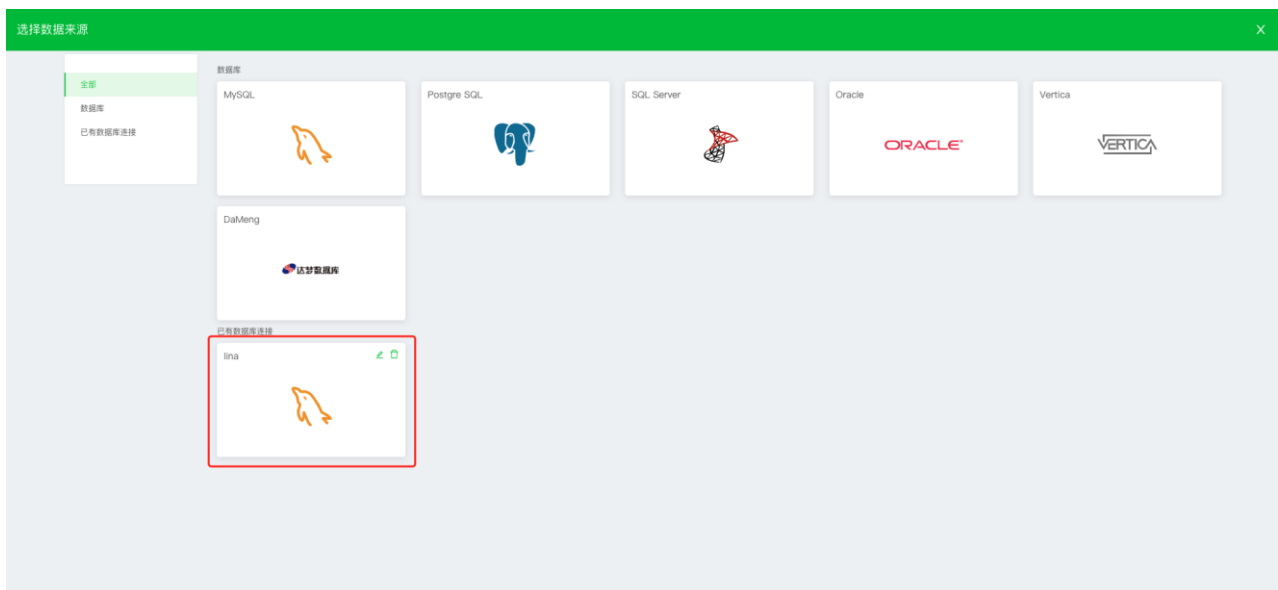 选择数据来源
X
全部
数据库
已有数据库连接
数据库
MySQL
Postgre SQL
SQL Server
Oracle
Vertica
ORACLE
VERTICA
DaMeng
达梦数据库
已有数据库连接
lina